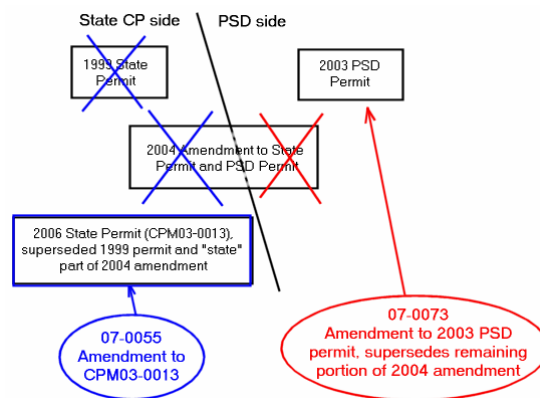 State CP side
PSD side
1999 State
Permit
2003 PSD
Permit
2004 Amendment to State
Permit and PSD Permit
2006 State Permit (CPM03-0013),
superseded 1999 permit and "state"
part of 2004 amendment
07-0055
Amendment to
CPM03-0013
07-0073
Amendment to 2003 PSD
permit, supersedes remaining
portion of 2004 amendment